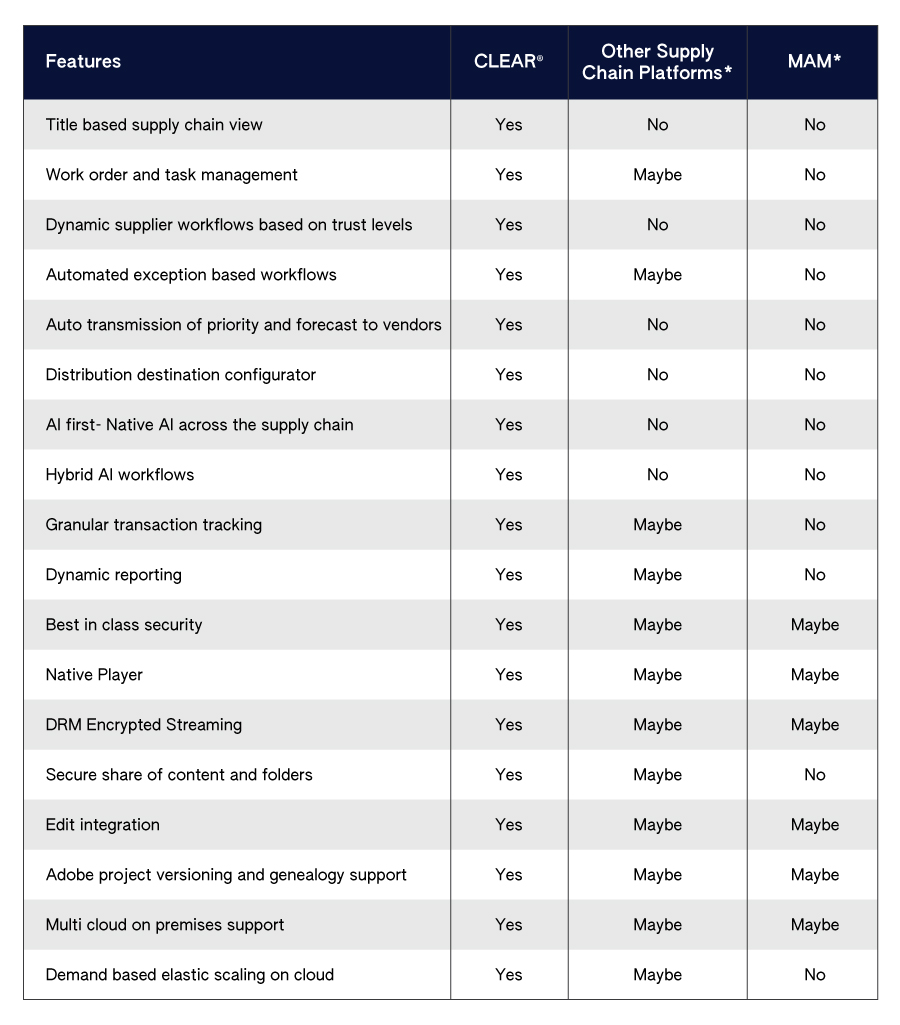 Features CLEAR® Other Supply Chain Platforms* MAM*
Title based supply chain view Yes No No
Work order and task management Yes Maybe No
Dynamic supplier workflows based on trust levels Yes No No
Automated exception based workflows Yes Maybe No
Auto transmission of priority and forecast to vendors Yes No No
Distribution destination configurator Yes No No
AI first- Native AI across the supply chain Yes No No
Hybrid AI workflows Yes No No
Granular transaction tracking Yes Maybe No
Dynamic reporting Yes Maybe No
Best in class security Yes Maybe Maybe
Native Player Yes Maybe Maybe
DRM Encrypted Streaming Yes Maybe Maybe
Secure share of content and folders Yes Maybe No
Edit integration Yes Maybe Maybe
Adobe project versioning and genealogy support Yes Maybe Maybe
Multi cloud on premises support Yes Maybe Maybe
Demand based elastic scaling on cloud Yes Maybe No